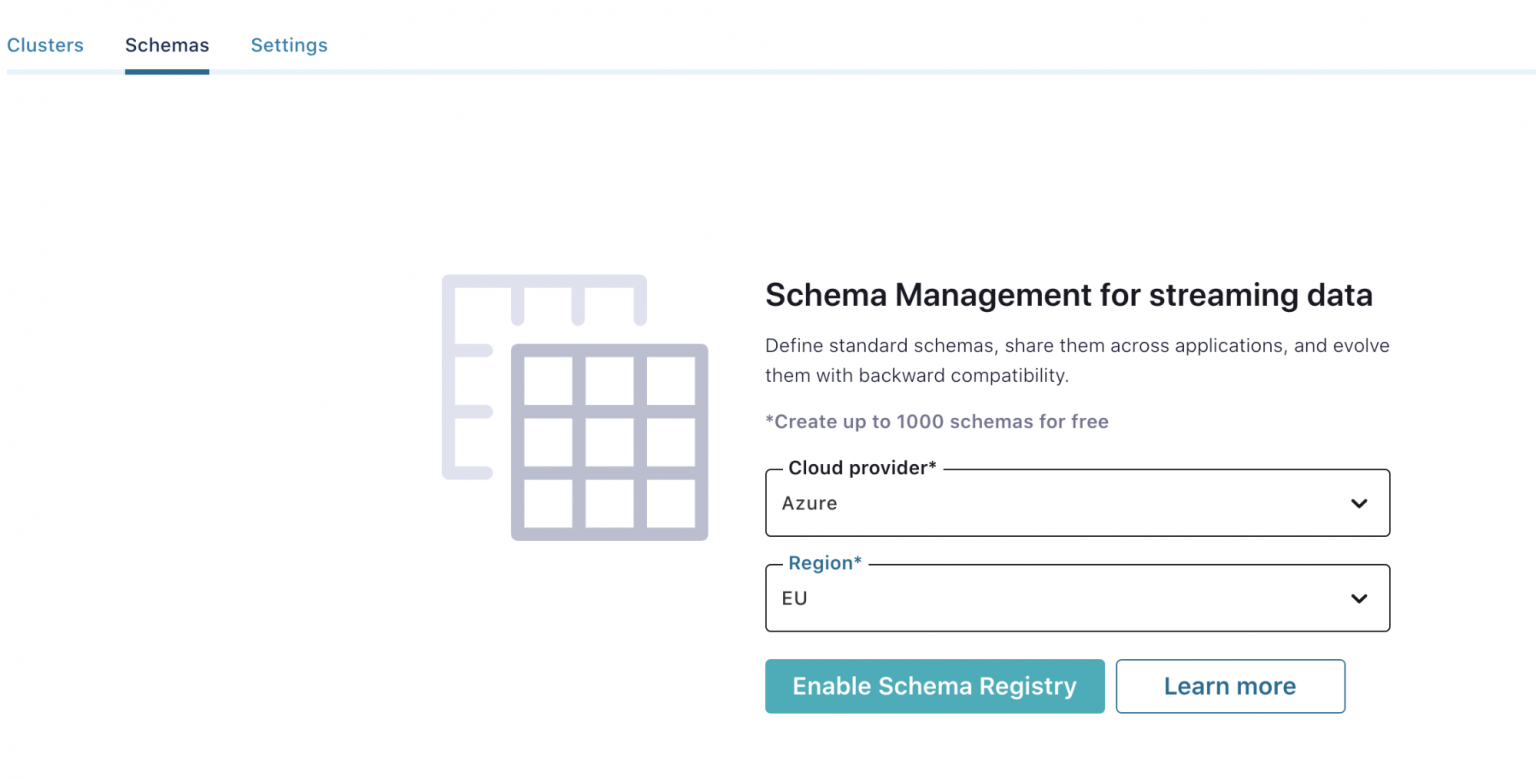 Clusters Schemas Settings
Schema Management for streaming data
Define standard schemas, share them across applications, and evolve
them with backward compatibility.
*Create up to 1000 schemas for free
Cloud provider*
Azure
Region*
EU
Enable Schema Registry Learn more